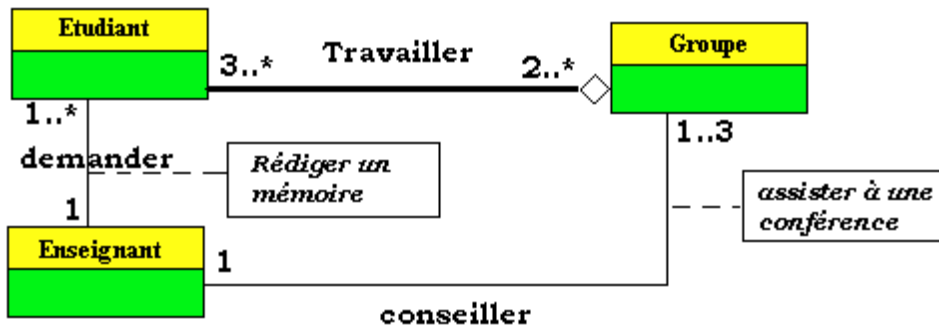 Etudiant
Travailler
Groupe
3..*
2..*
1..*
1..3
demander
Rédiger un
mémoire
assister à une
conférence
1
Enseignant
1
conseiller